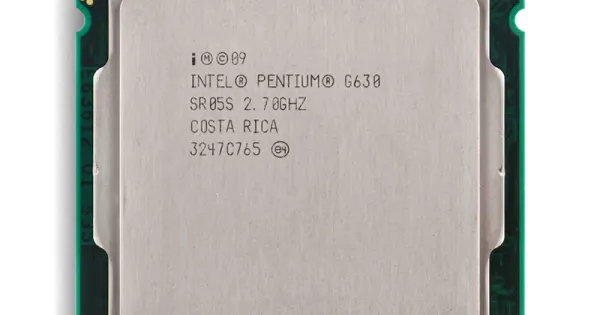 i Ⓜ©09
INTEL® PENTIUM® G630
SR05S 2.70GHZ
COSTA RICA
3247C765 e4